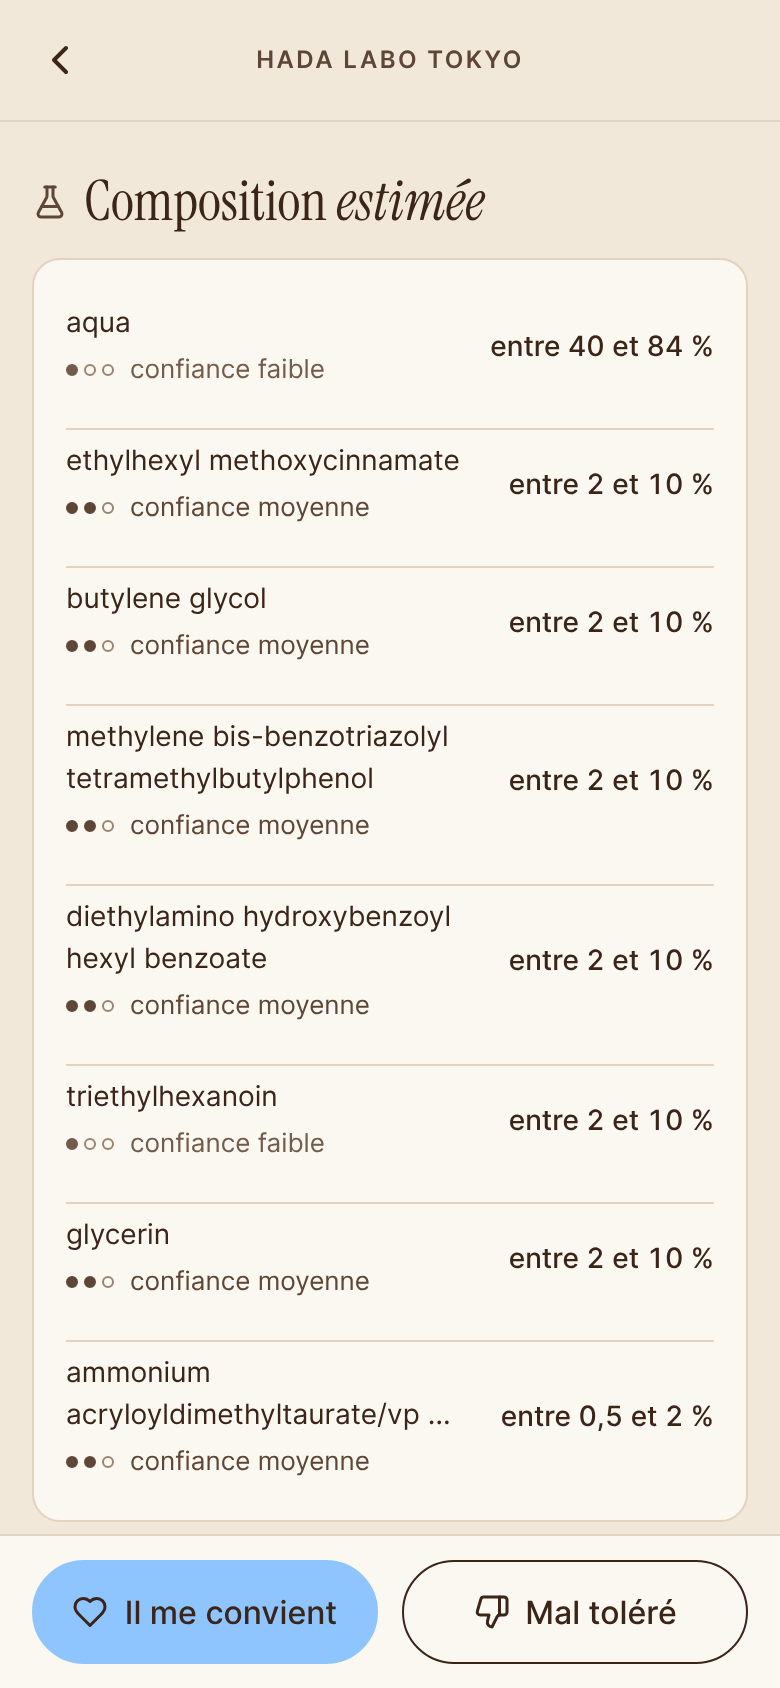 HADA LABO TOKYO
Composition estimée
aqua
confiance faible
entre 40 et 84 %
ethylhexyl methoxycinnamate
confiance moyenne
entre 2 et 10 %
butylene glycol
confiance moyenne
entre 2 et 10 %
methylene bis-benzotriazolyl
tetramethylbutylphenol
confiance moyenne
entre 2 et 10 %
diethylamino hydroxybenzoyl
hexyl benzoate
confiance moyenne
entre 2 et 10 %
triethylhexanoin
confiance faible
entre 2 et 10 %
glycerin
confiance moyenne
entre 2 et 10 %
ammonium
acryloyldimethyltaurate/vp ...
confiance moyenne
entre 0,5 et 2 %
Il me convient
Mal toléré